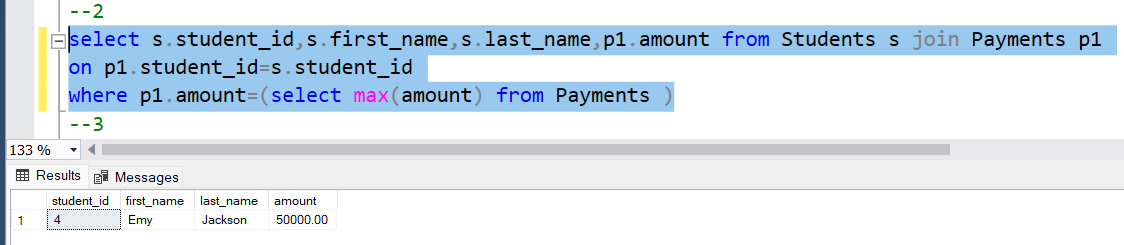 --2
select s.student_id,s.first_name,s.last_name,p1.amount from Students s join Payments p1
on p1.student_id=s.student_id
where p1.amount=(select max(amount) from Payments )
--3
133 %
Results Messages
student_id first_name last_name amount
1 4 Emy Jackson 50000.00